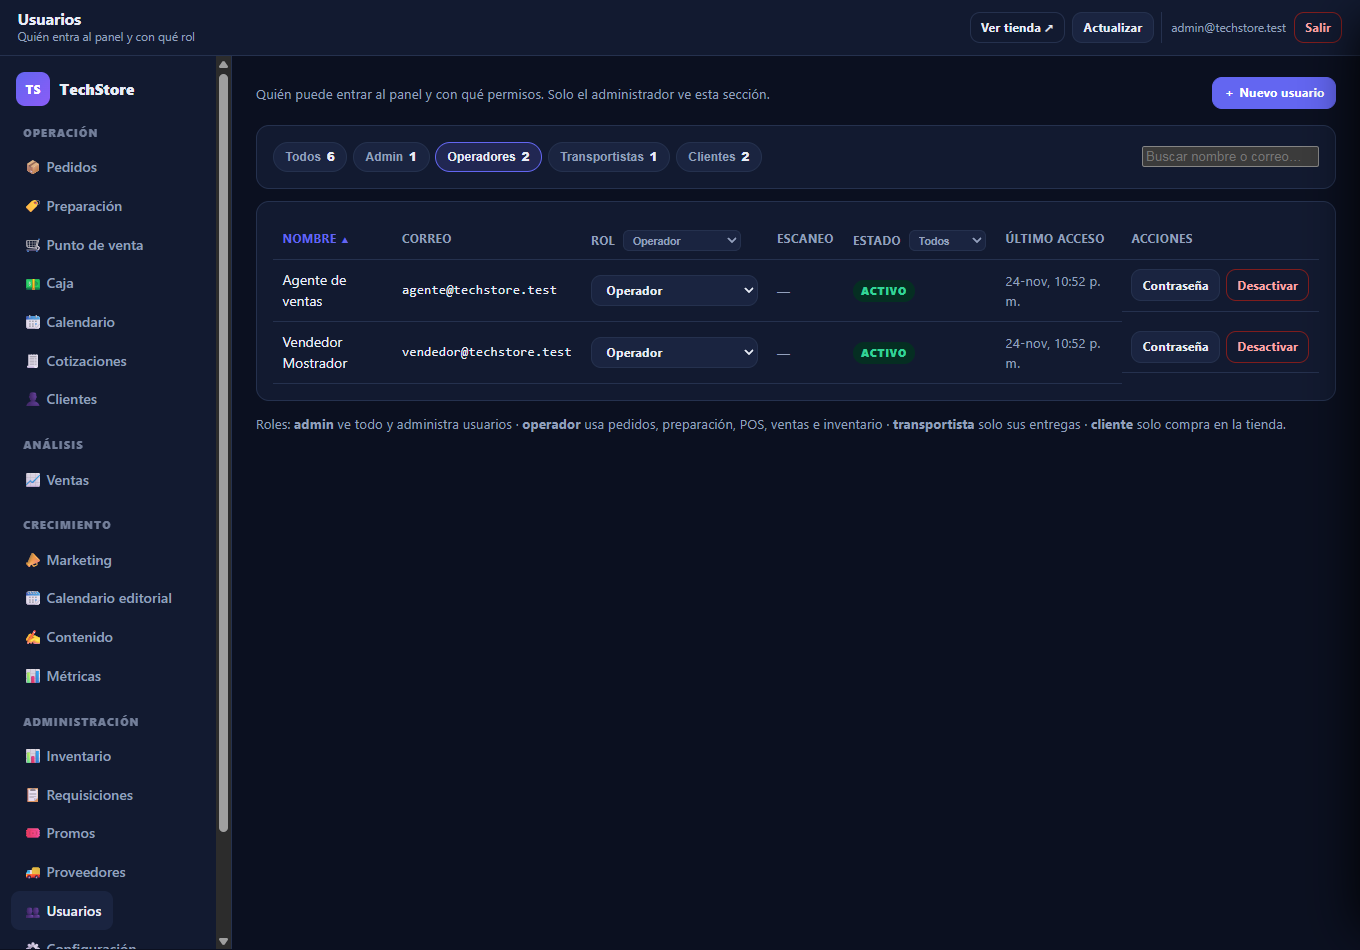 Usuarios
Quién entra al panel y con qué rol
Ver tienda ↗
Actualizar
admin@techstore.test
Salir
TS
TechStore
OPERACIÓN
Pedidos
Preparación
Punto de venta
Caja
Calendario
Cotizaciones
Clientes
ANÁLISIS
Ventas
CRECIMIENTO
Marketing
Calendario editorial
Contenido
Métricas
ADMINISTRACIÓN
Inventario
Requisiciones
Promos
Proveedores
Usuarios
Configuración
Quién puede entrar al panel y con qué permisos. Solo el administrador ve esta sección.
+ Nuevo usuario
Todos 6
Admin 1
Operadores 2
Transportistas 1
Clientes 2
Buscar nombre o correo...
NOMBRE ▲ CORREO ROL Operador ESCANEO ESTADO Todos ÚLTIMO ACCESO ACCIONES
Agente de
ventas
agente@techstore.test
Operador
—
ACTIVO
24-nov, 10:52 p.
m.
Contraseña
Desactivar
Vendedor
Mostrador
vendedor@techstore.test
Operador
—
ACTIVO
24-nov, 10:52 p.
m.
Contraseña
Desactivar
Roles: admin ve todo y administra usuarios · operador usa pedidos, preparación, POS, ventas e inventario · transportista solo sus entregas · cliente solo compra en la tienda.